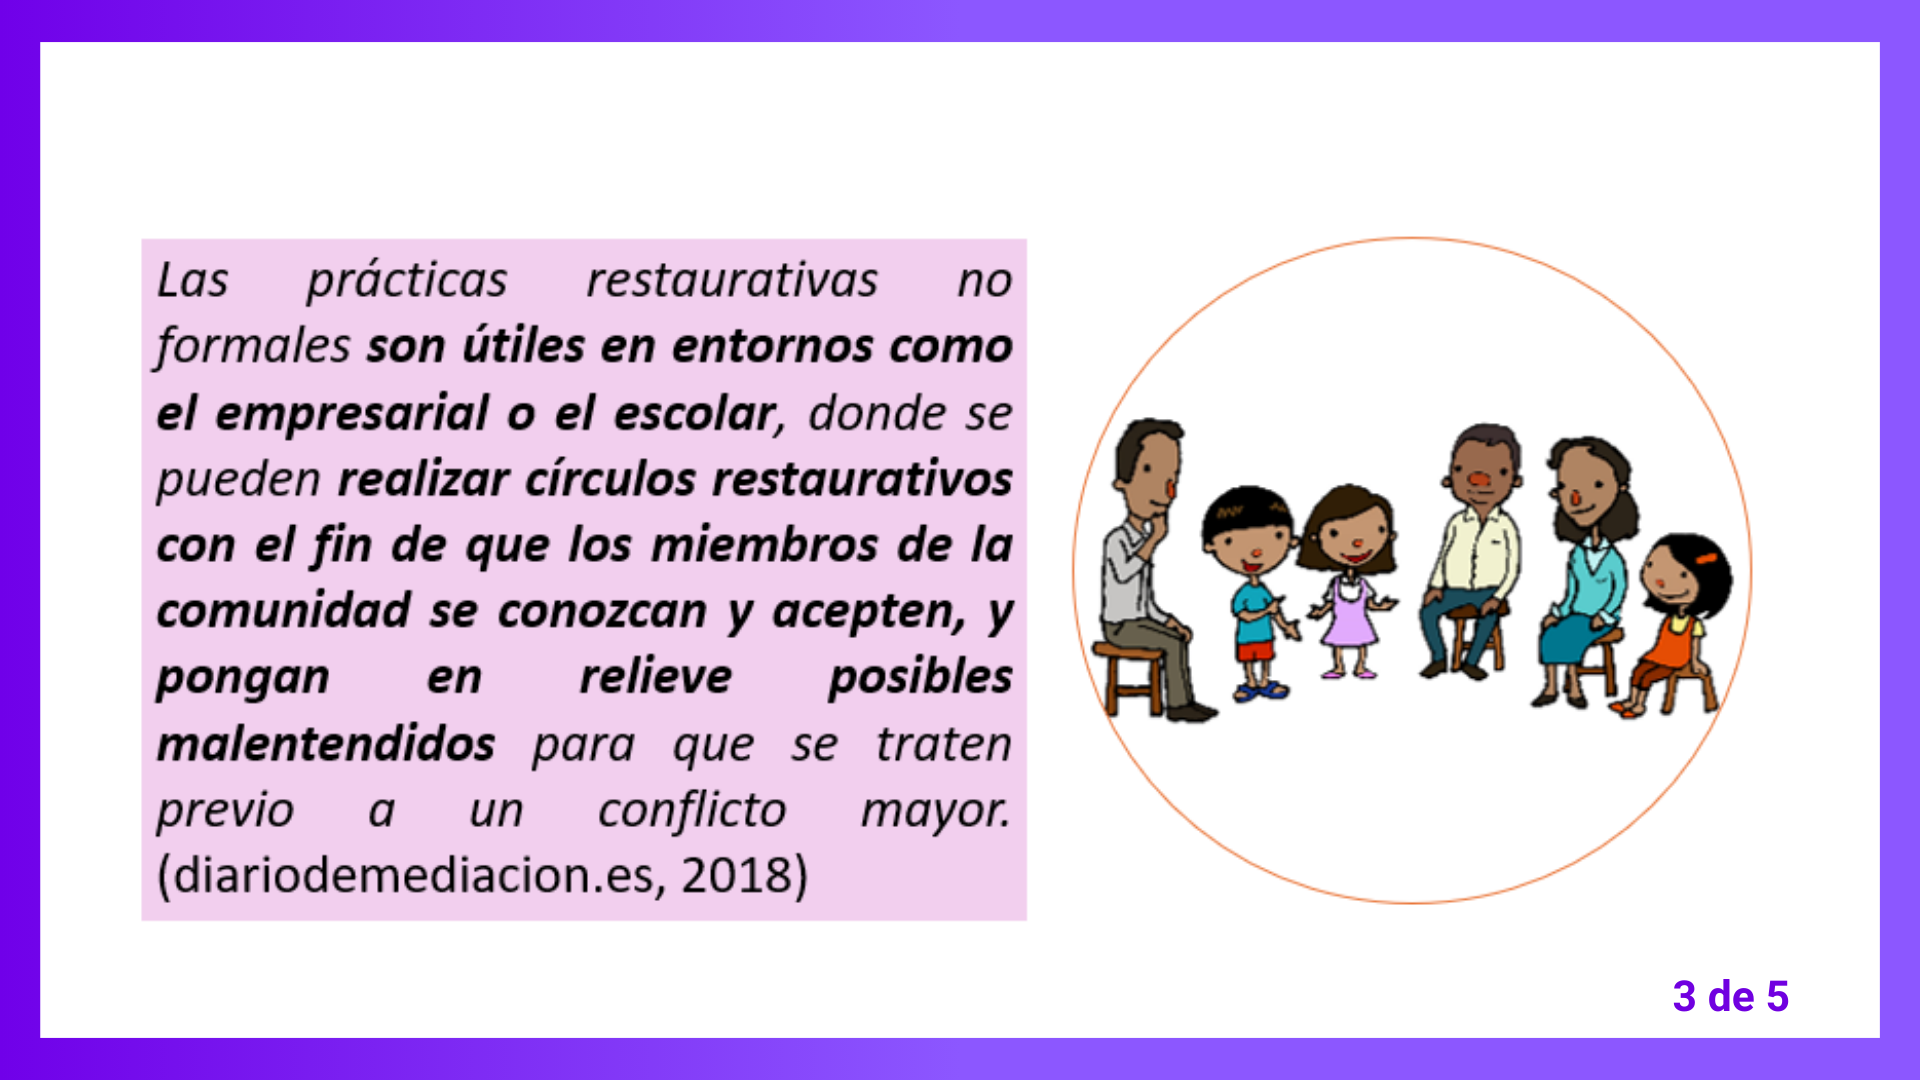 Las prácticas restaurativas no
formales son útiles en entornos como
el empresarial o el escolar, donde se
pueden realizar círculos restaurativos
con el fin de que los miembros de la
comunidad se conozcan y acepten, y
pongan en relieve posibles
malentendidos para que se traten
previo a un conflicto mayor.
(diariodemediacion.es, 2018)
3 de 5